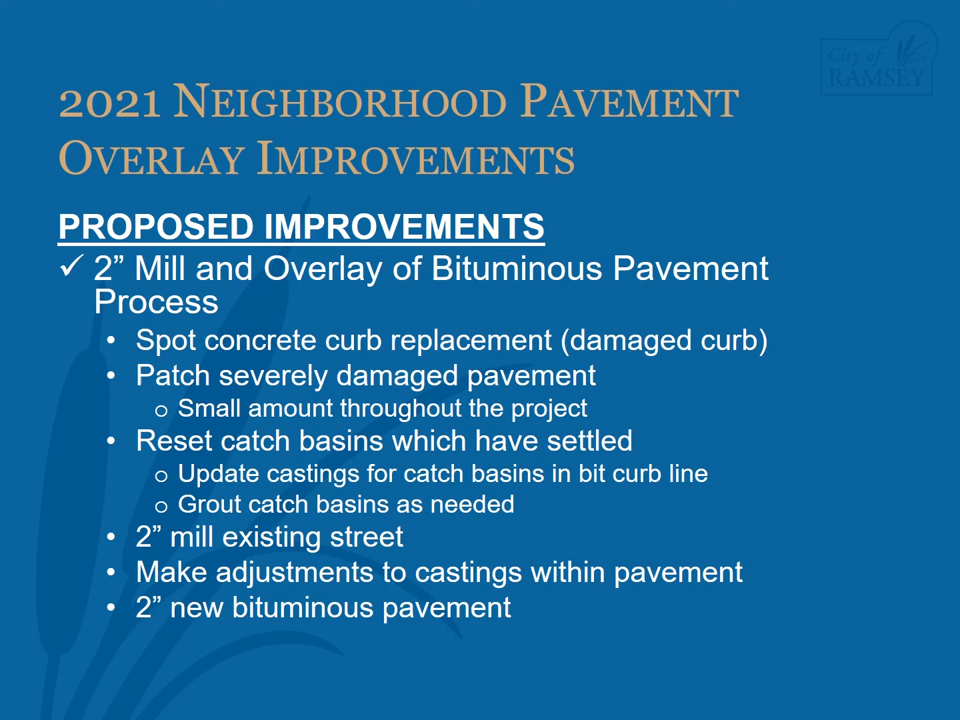 City of
RAMSEY
2021 NEIGHBORHOOD PAVEMENT
OVERLAY IMPROVEMENTS
PROPOSED IMPROVEMENTS
✓ 2” Mill and Overlay of Bituminous Pavement
Process
• Spot concrete curb replacement (damaged curb)
• Patch severely damaged pavement
o Small amount throughout the project
• Reset catch basins which have settled
o Update castings for catch basins in bit curb line
o Grout catch basins as needed
• 2” mill existing street
• Make adjustments to castings within pavement
• 2” new bituminous pavement